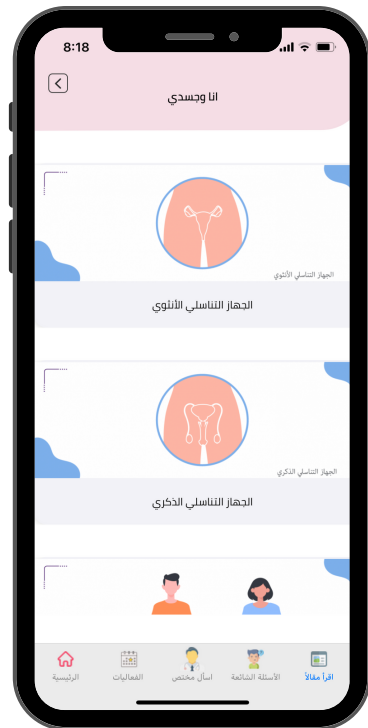 8:18
انا وجسدي
الجهاز التناسلي الأنثوي
الجهاز التناسلي الأنثوي
الجهاز التناسلي الذكري
الجهاز التناسلي الذكري
اقرأ مقالاً
الأسئلة الشائعة
اسأل مختص
الفعاليات
الرئيسية